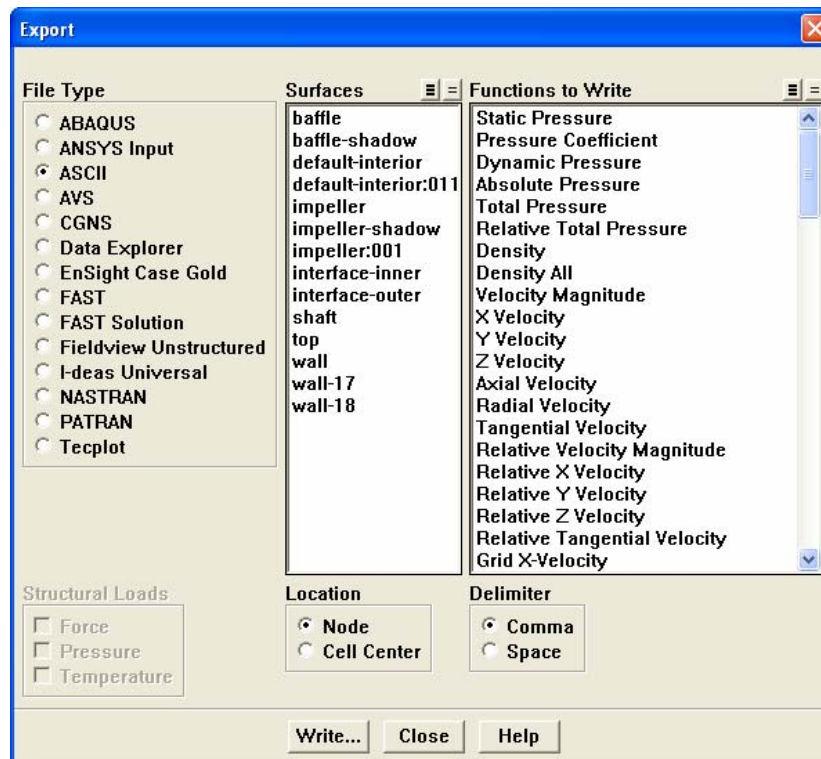 Export
File Type
ABAQUS
ANSYS Input
ASCII
AVS
CGNS
Data Explorer
EnSight Case Gold
FAST
FAST Solution
Fieldview Unstructured
I-deas Universal
NASTRAN
PATRAN
Tecplot
Surfaces
baffle
baffle-shadow
default-interior
default-interior:011
impeller
impeller-shadow
impeller:001
interface-inner
interface-outer
shaft
top
wall
wall-17
wall-18
Functions to Write
Static Pressure
Pressure Coefficient
Dynamic Pressure
Absolute Pressure
Total Pressure
Relative Total Pressure
Density
Density All
Velocity Magnitude
X Velocity
Y Velocity
Z Velocity
Axial Velocity
Radial Velocity
Tangential Velocity
Relative Velocity Magnitude
Relative X Velocity
Relative Y Velocity
Relative Z Velocity
Relative Tangential Velocity
Grid X-Velocity
Structural Loads
Force
Pressure
Temperature
Location
Node
Cell Center
Delimiter
Comma
Space
Write...
Close
Help